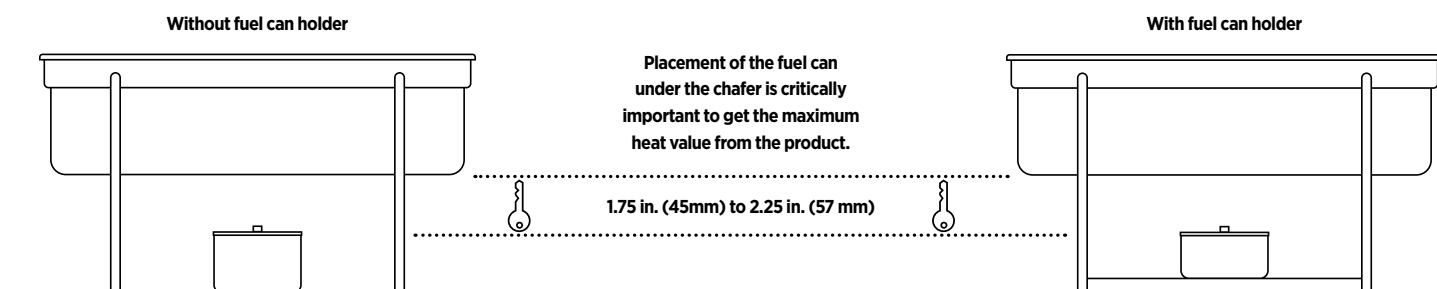 Without fuel can holder
With fuel can holder
Placement of the fuel can
under the chafer is critically
important to get the maximum
heat value from the product.
1.75 in. (45mm) to 2.25 in. (57 mm)